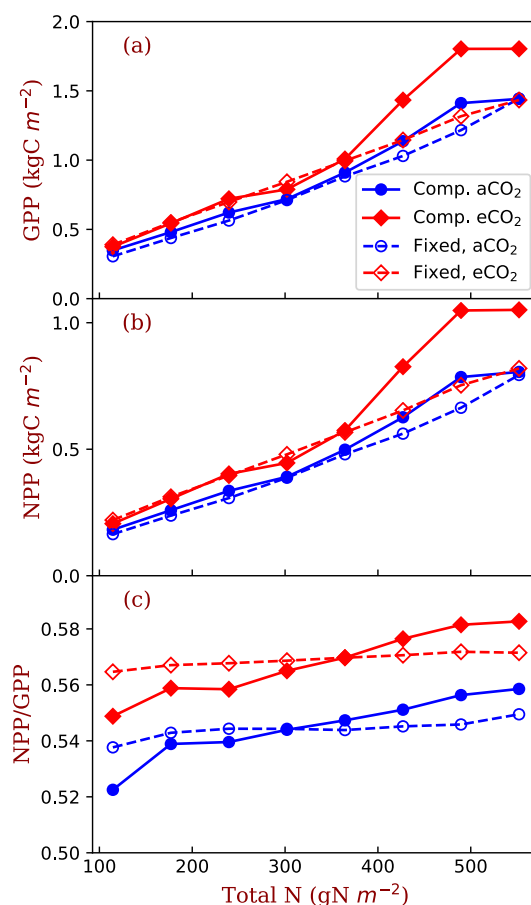 (a)
GPP (kgC m⁻²)
2.0
1.5
1.0
0.5
0.0
Comp. aCO₂
Comp. eCO₂
Fixed, aCO₂
Fixed, eCO₂
(b)
NPP (kgC m⁻²)
1.0
0.5
0.0
(c)
NPP/GPP
0.58
0.56
0.54
0.52
0.50
100 200 300 400 500
Total N (gN m⁻²)